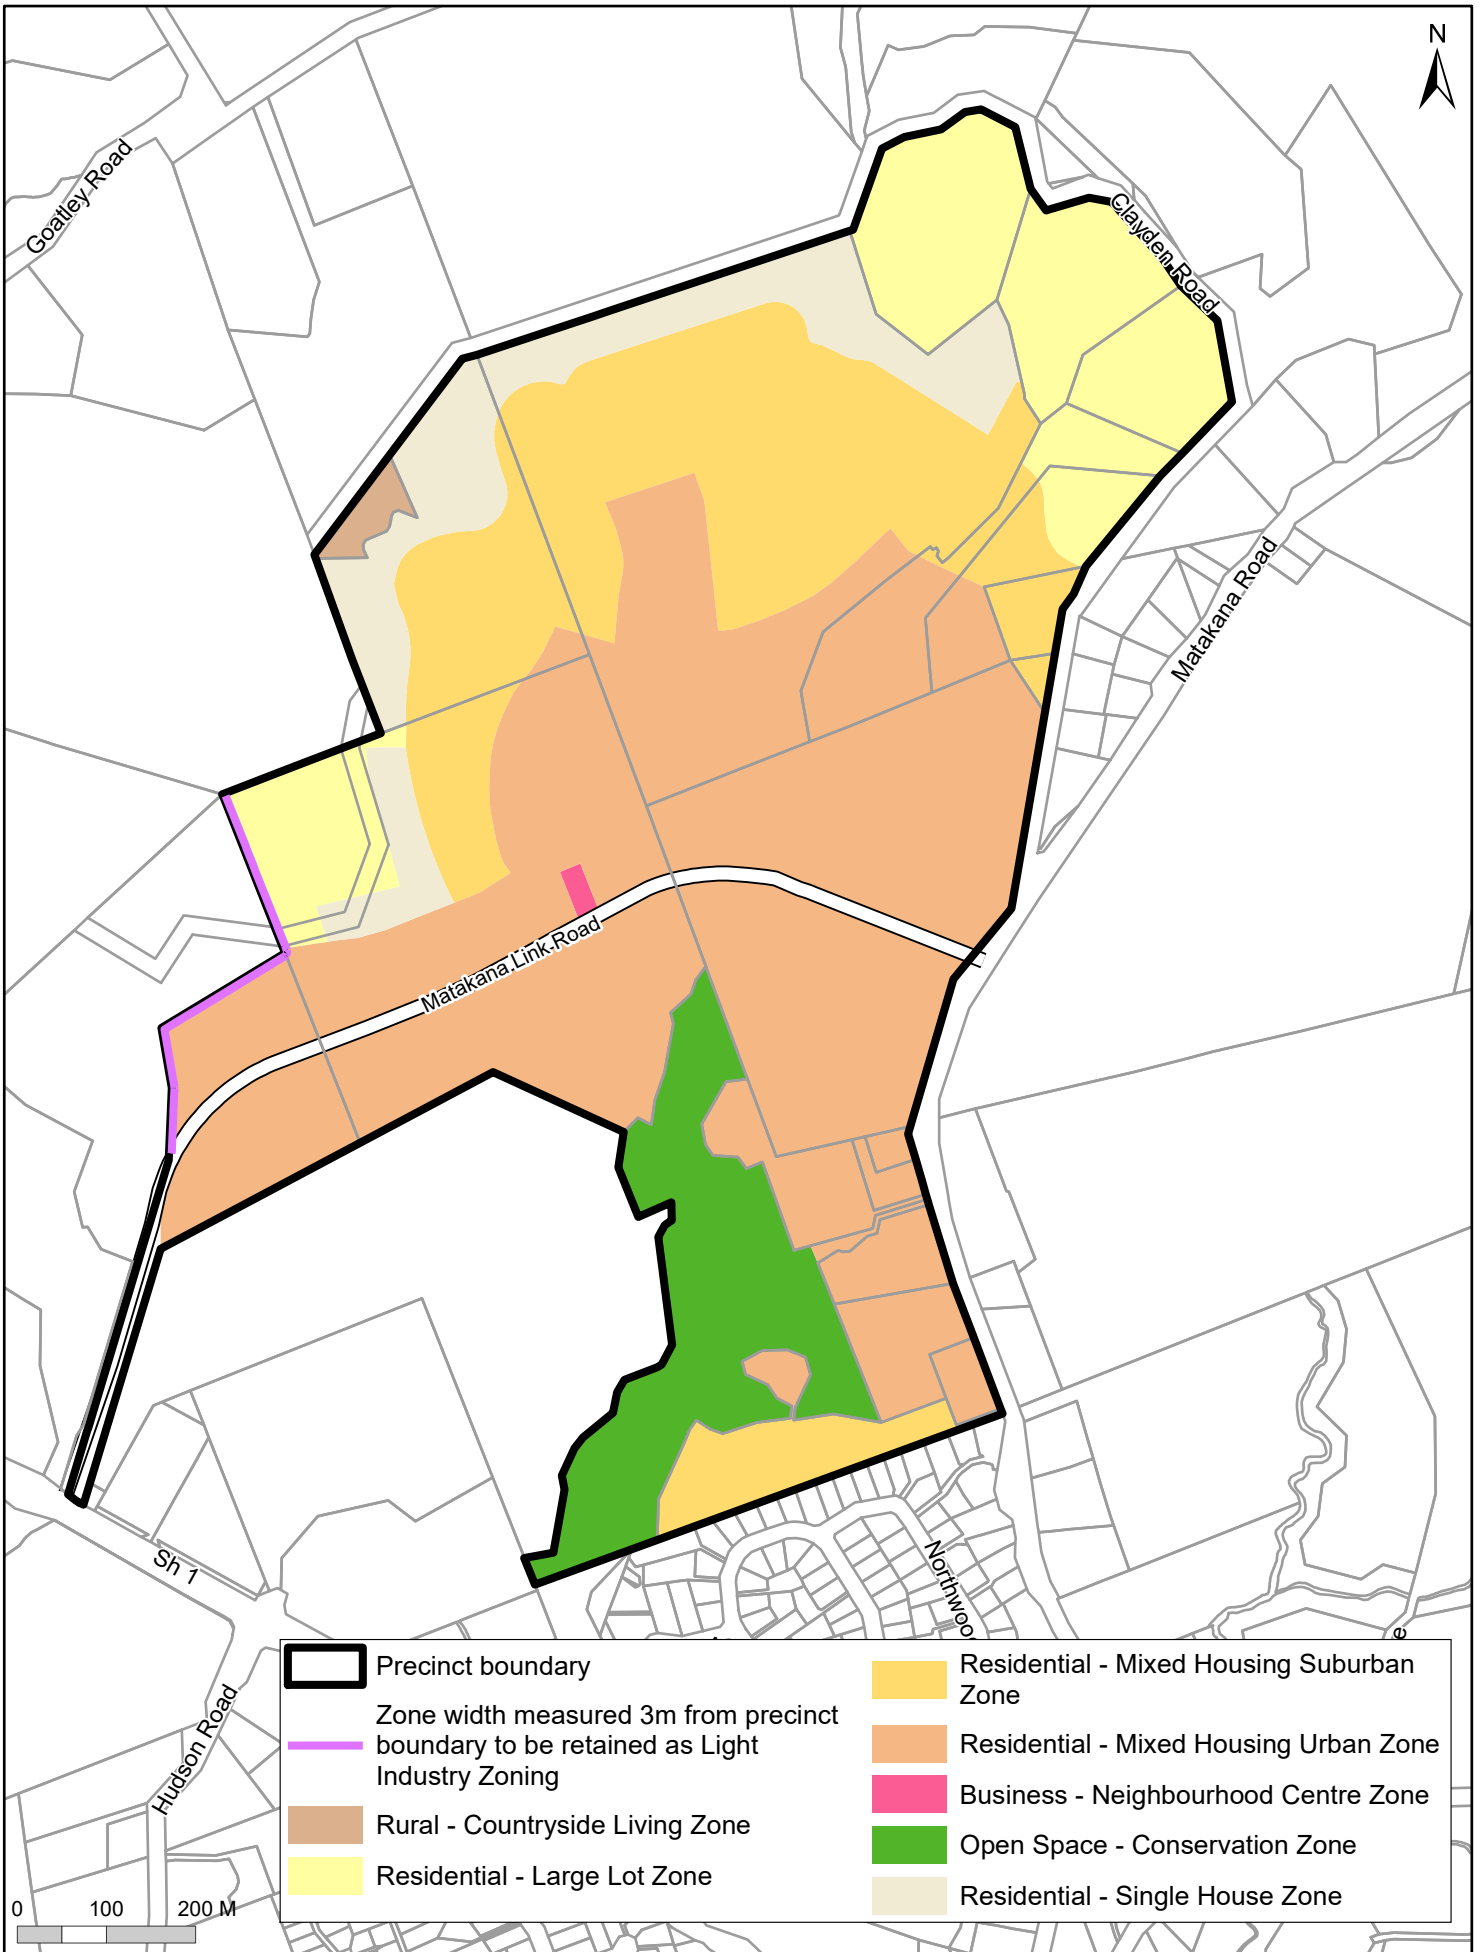 N
Goatley Road
Clayden Road
Matakana Road
Matakana Link Road
Sh 1
Northwood
Hudson Road
e
Precinct boundary
Zone width measured 3m from precinct
boundary to be retained as Light
Industry Zoning
Rural - Countryside Living Zone
Residential - Large Lot Zone
Residential - Mixed Housing Suburban
Zone
Residential - Mixed Housing Urban Zone
Business - Neighbourhood Centre Zone
Open Space - Conservation Zone
Residential - Single House Zone
0 100 200 M